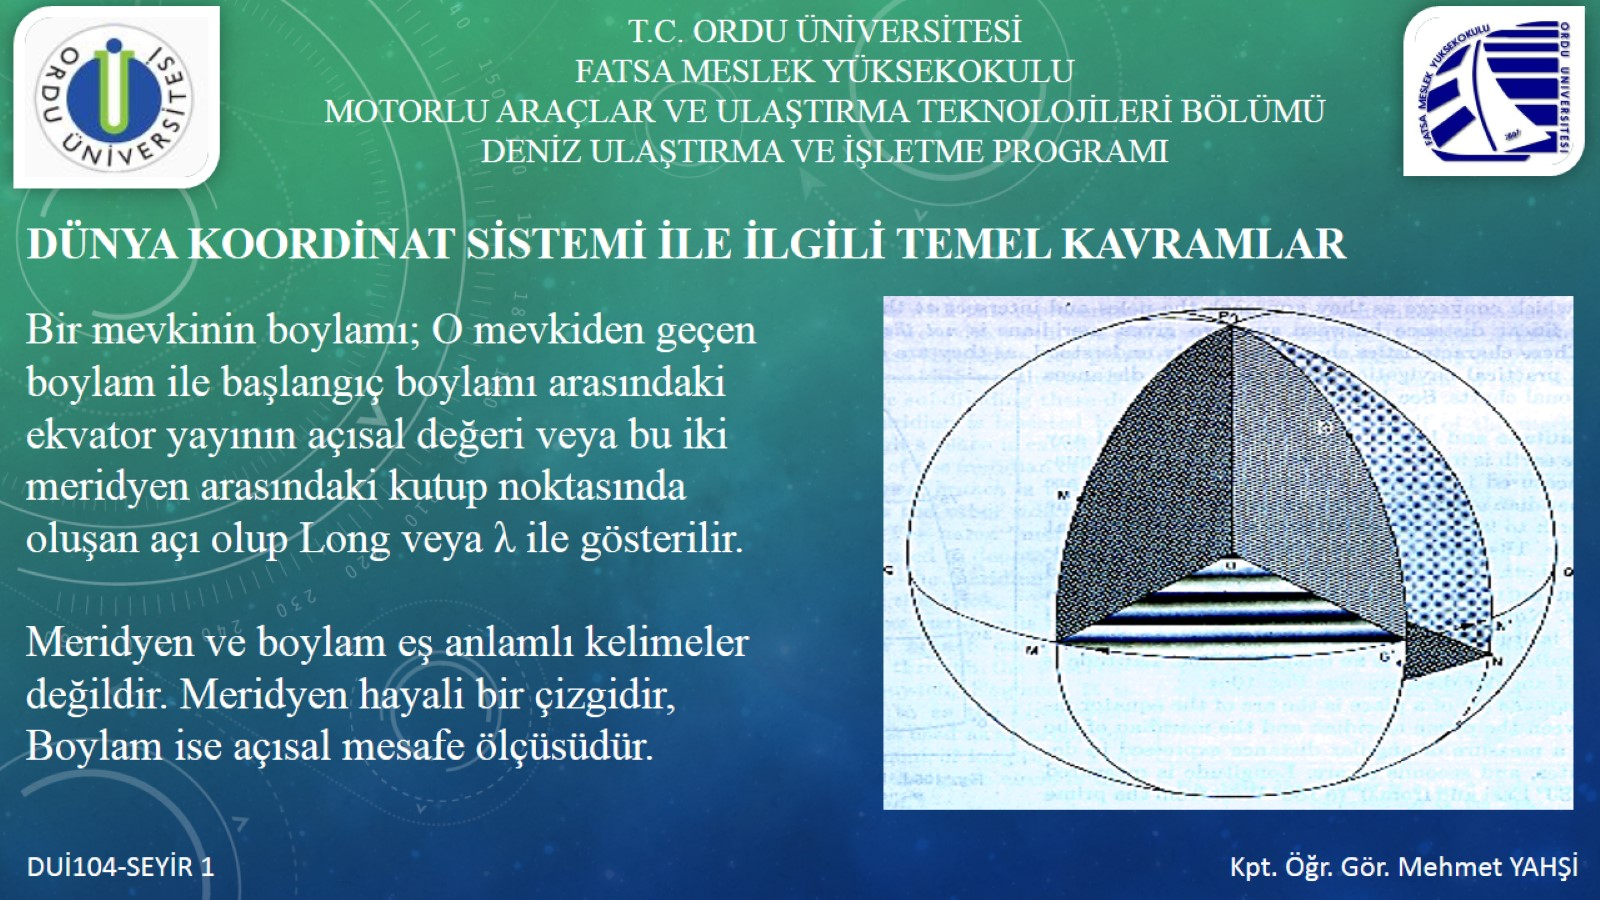 ORDU ÜNİVERSİTESİ
T.C. ORDU ÜNİVERSİTESİ
FATSA MESLEK YÜKSEKOKULU
MOTORLU ARAÇLAR VE ULAŞTIRMA TEKNOLOJİLERİ BÖLÜMÜ
DENİZ ULAŞTIRMA VE İŞLETME PROGRAMI
FATSA MESLEK YÜKSEKOKULU
ORDU ÜNİVERSİTESİ
DÜNYA KOORDİNAT SİSTEMİ İLE İLGİLİ TEMEL KAVRAMLAR
Bir mevkinin boylamı; O mevkiden geçen
boylam ile başlangıç boylamı arasındaki
ekvator yayının açısal değeri veya bu iki
meridyen arasındaki kutup noktasında
oluşan açı olup Long veya λ ile gösterilir.
Meridyen ve boylam eş anlamlı kelimeler
değildir. Meridyen hayali bir çizgidir,
Boylam ise açısal mesafe ölçüsüdür.
M
M'
G'
N
DUİ104-SEYİR 1
Kpt. Öğr. Gör. Mehmet YAHŞİ